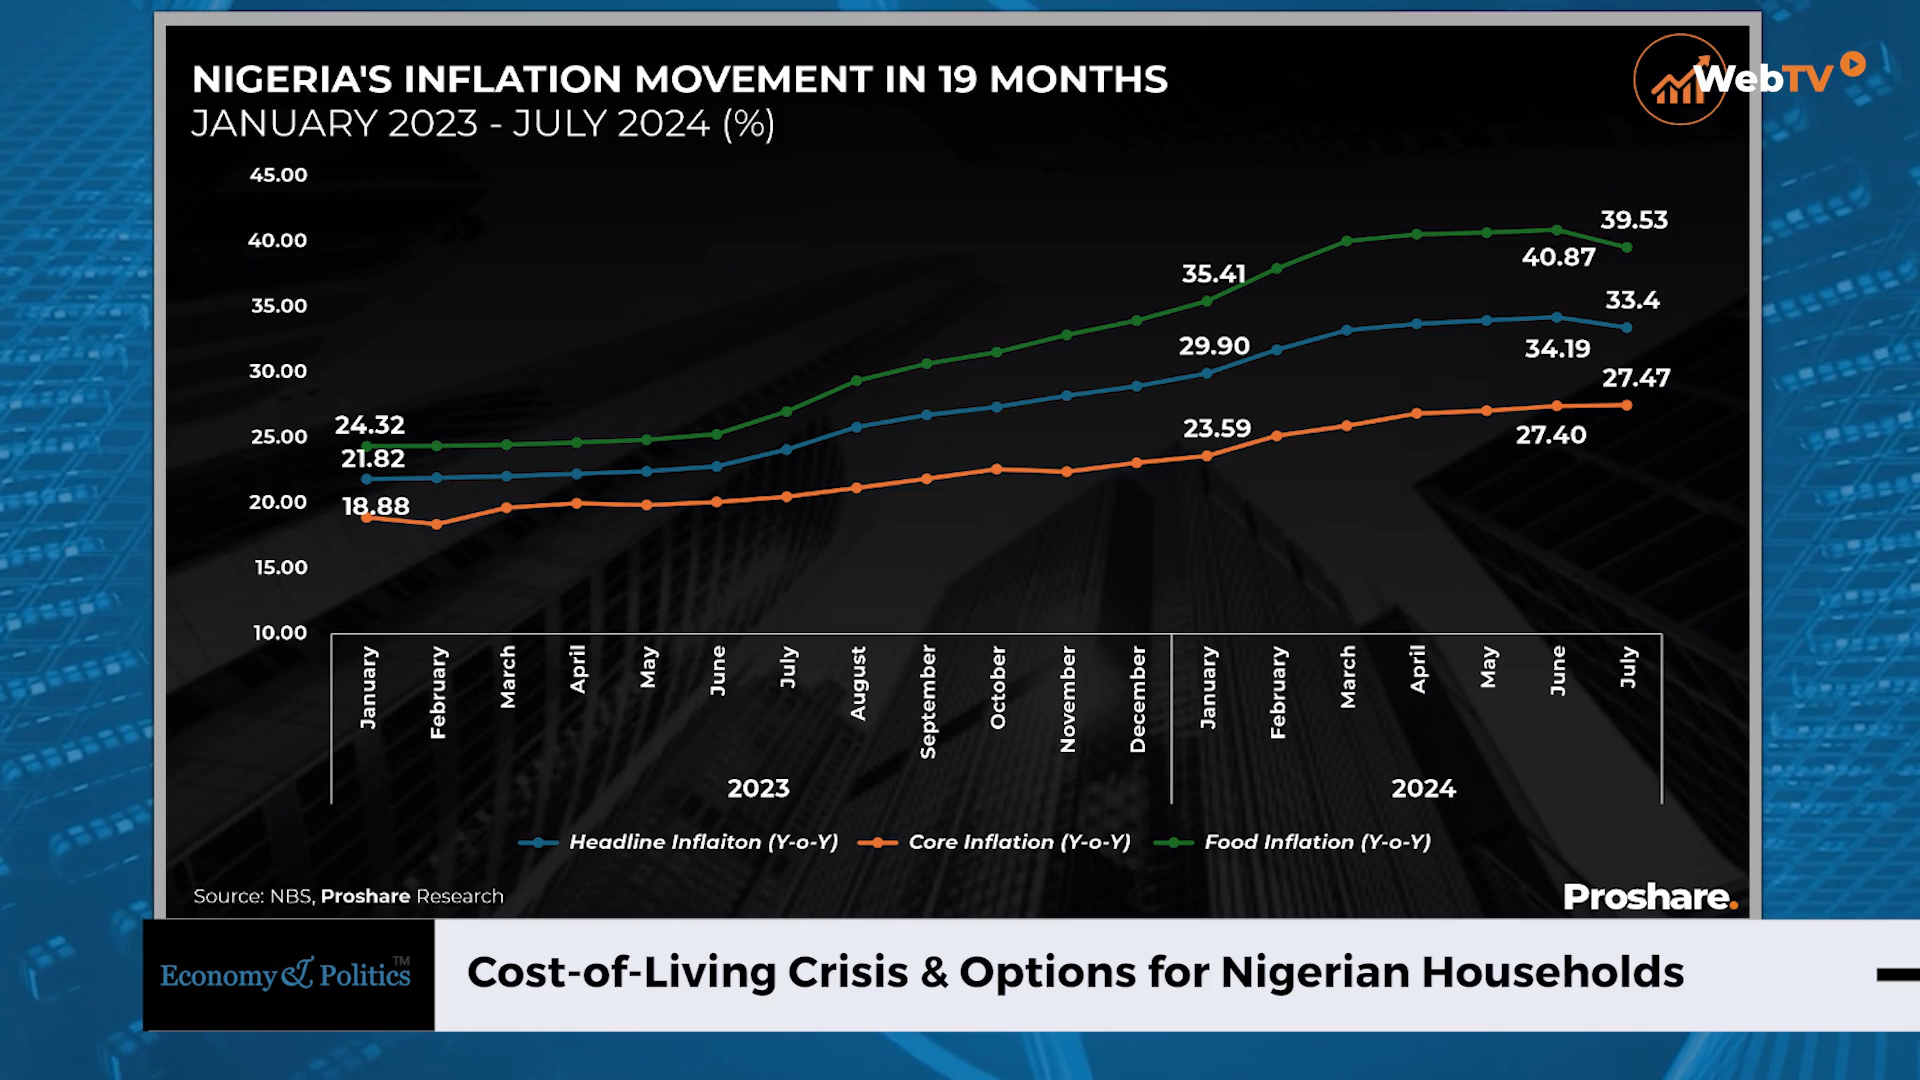 NIGERIA'S INFLATION MOVEMENT IN 19 MONTHS
JANUARY 2023 - JULY 2024 (%)
WebTV
45.00
40.00
35.00
30.00
25.00
20.00
15.00
10.00
24.32
21.82
18.88
35.41
29.90
23.59
39.53
40.87
33.4
34.19
27.47
27.40
January
February
March
April
May
June
July
August
September
October
November
December
January
February
March
April
May
June
July
2023
2024
Headline Inflaiton (Y-o-Y)
Core Inflation (Y-o-Y)
Food Inflation (Y-o-Y)
Source: NBS, Proshare Research
Proshare.
Economy & Politics™
Cost-of-Living Crisis & Options for Nigerian Households